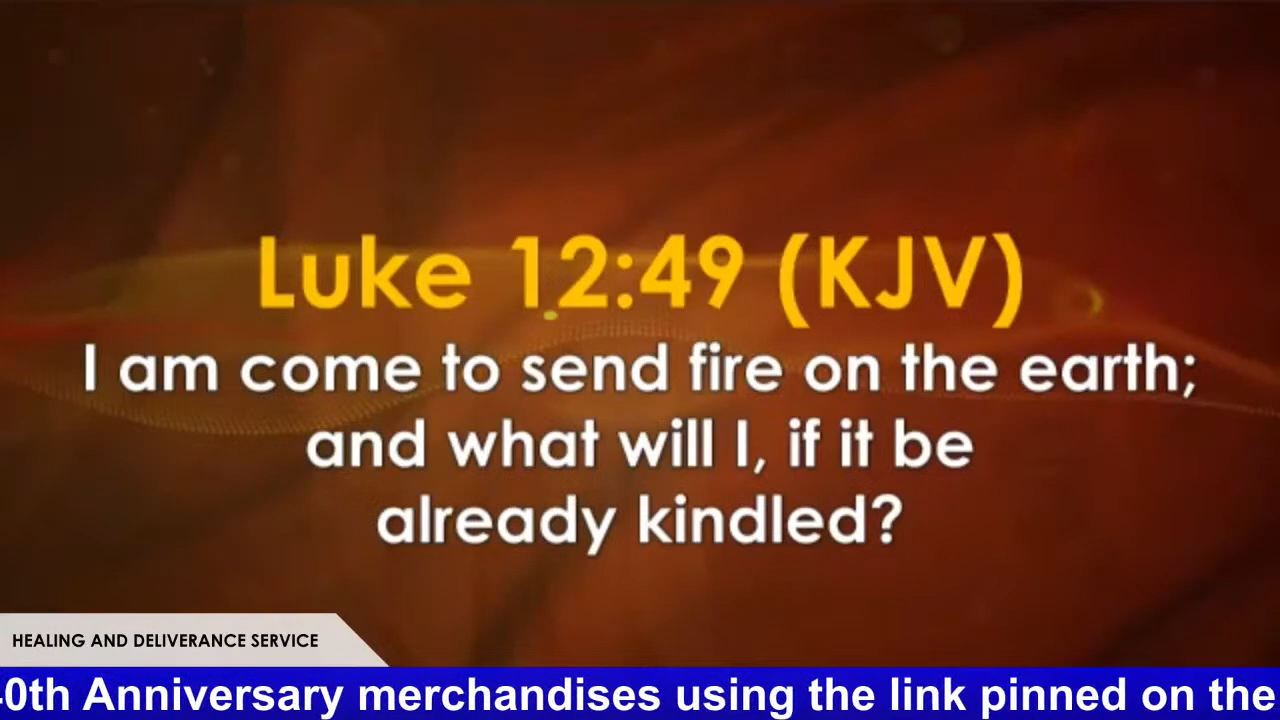 Luke 12:49 (KJV)
I am come to send fire on the earth;
and what will I, if it be
already kindled?
HEALING AND DELIVERANCE SERVICE
Anniversary merchandises using the link pinned on the